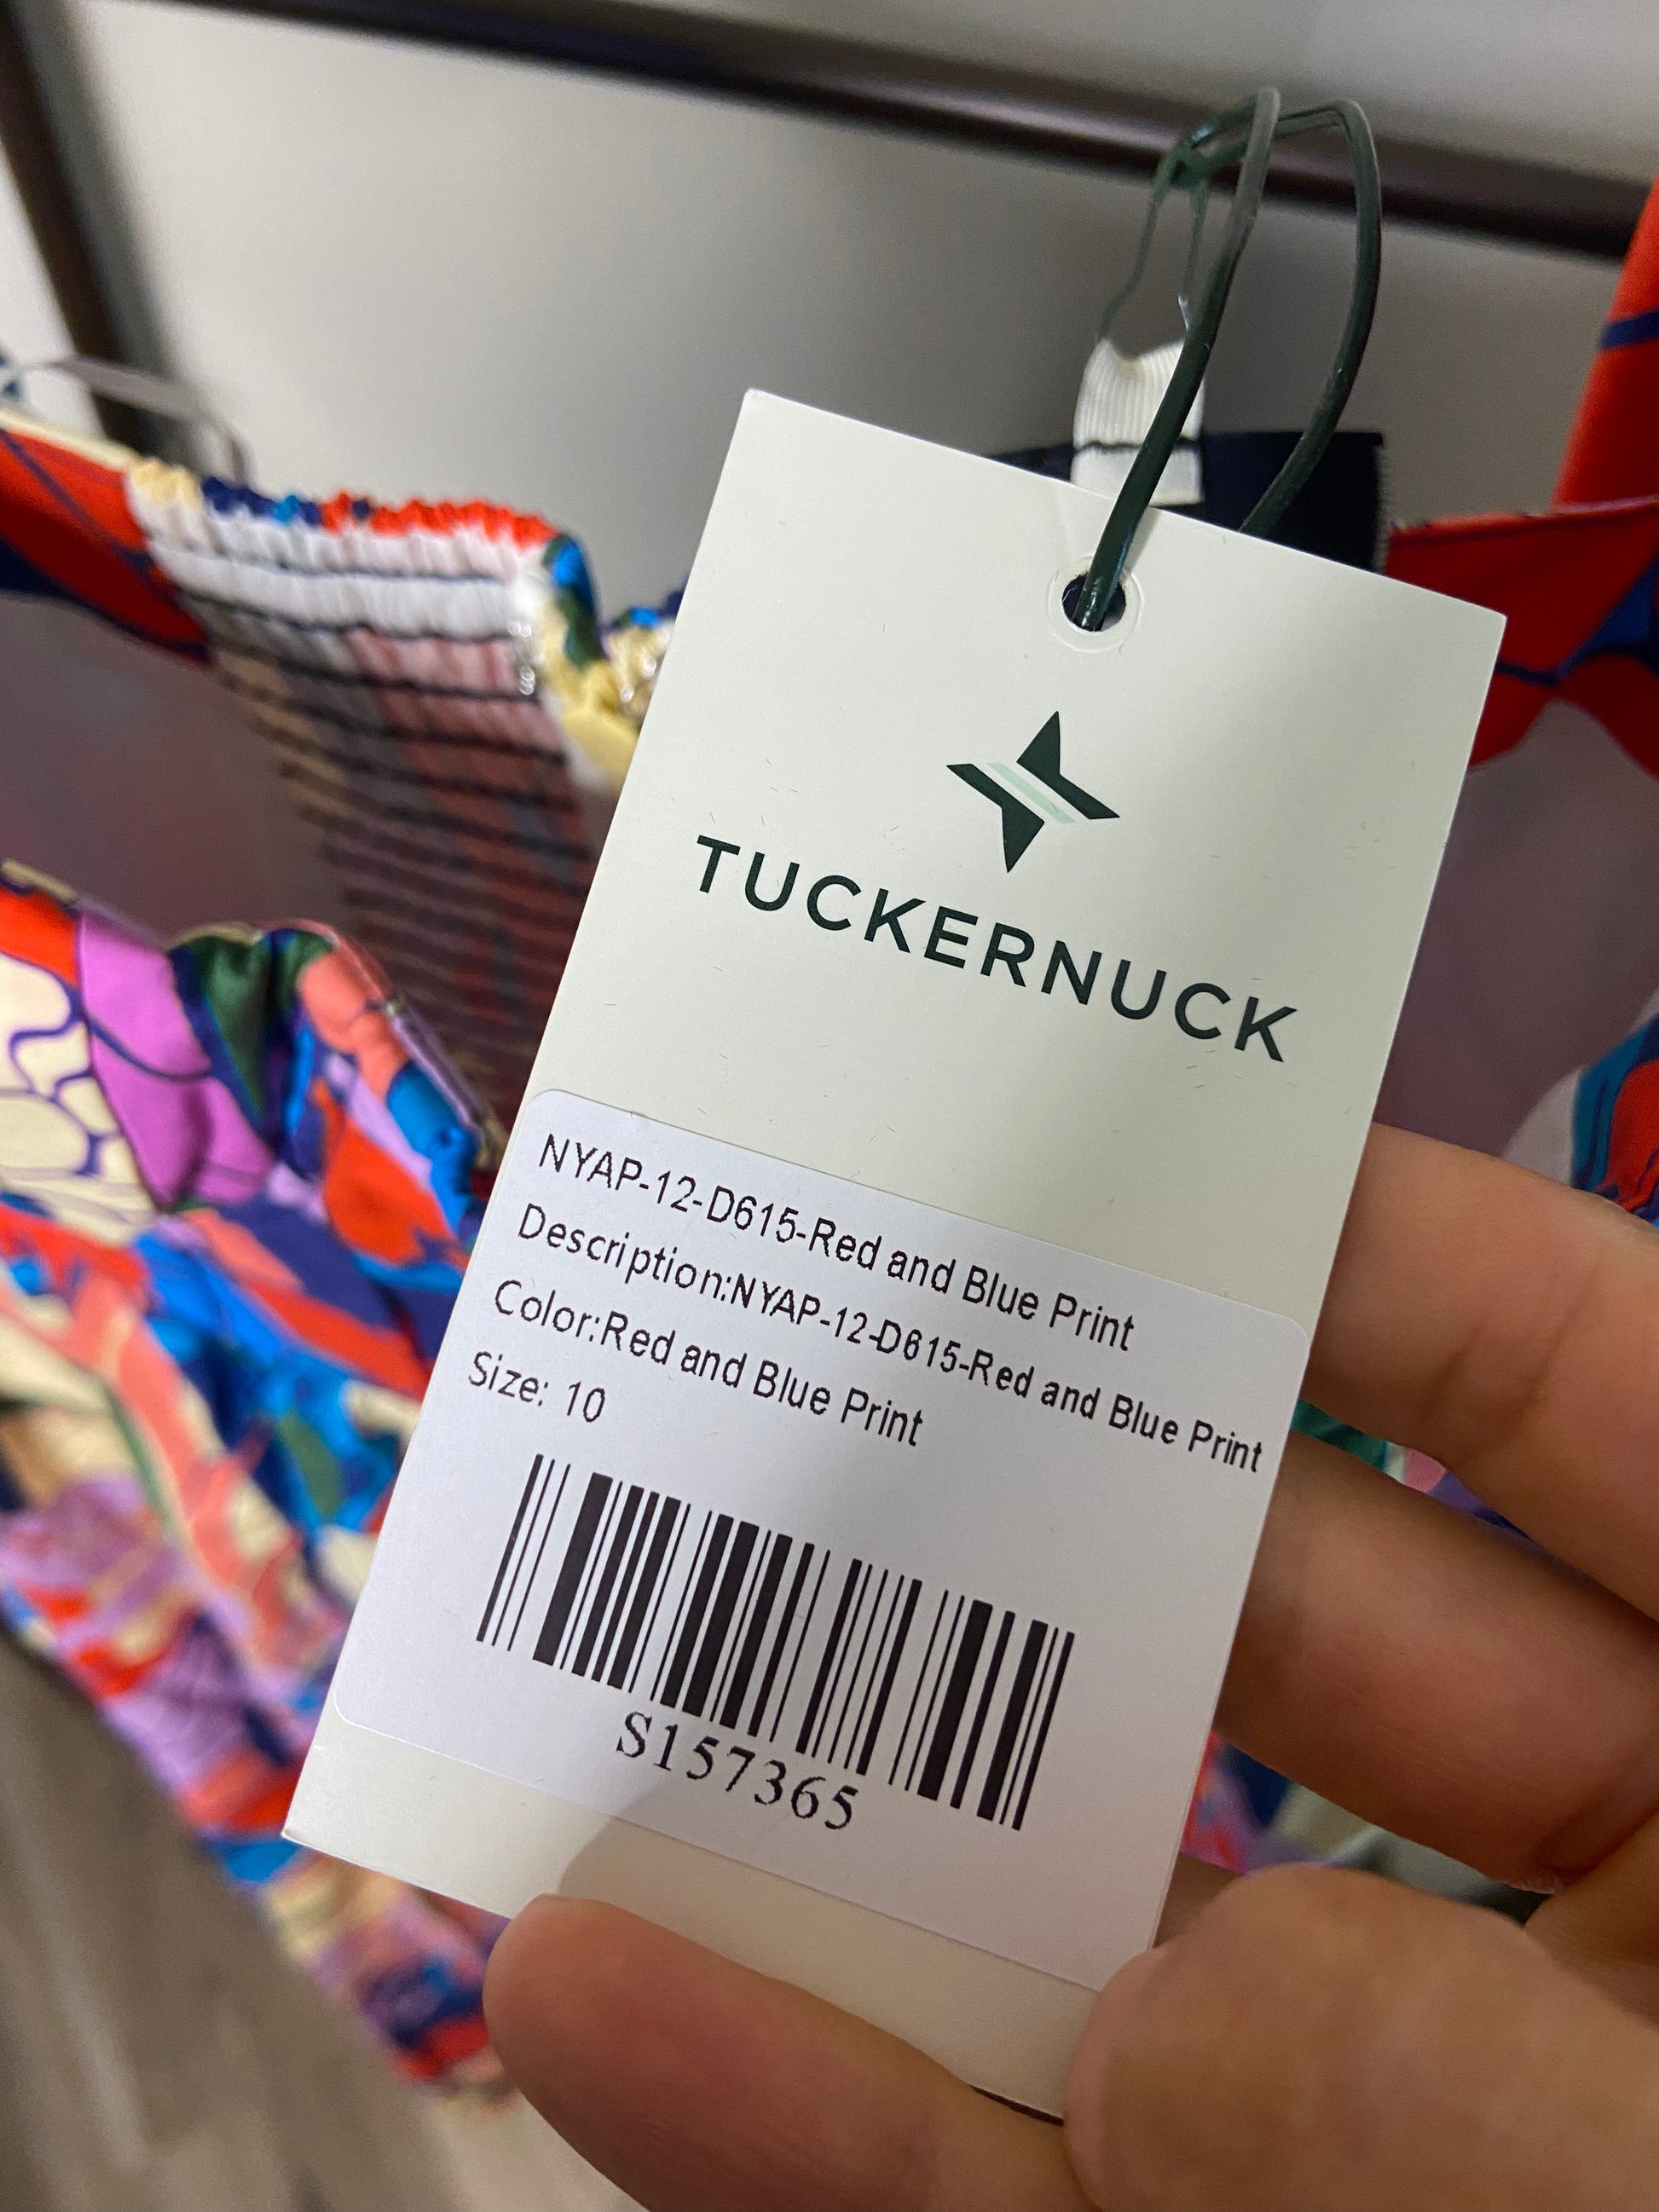 TUCKERNUCK
NYAP-12-D615-Red and Blue Print
Description:NYAP-12-D615-Red and Blue Print
Color:Red and Blue Print
Size: 10
S157365